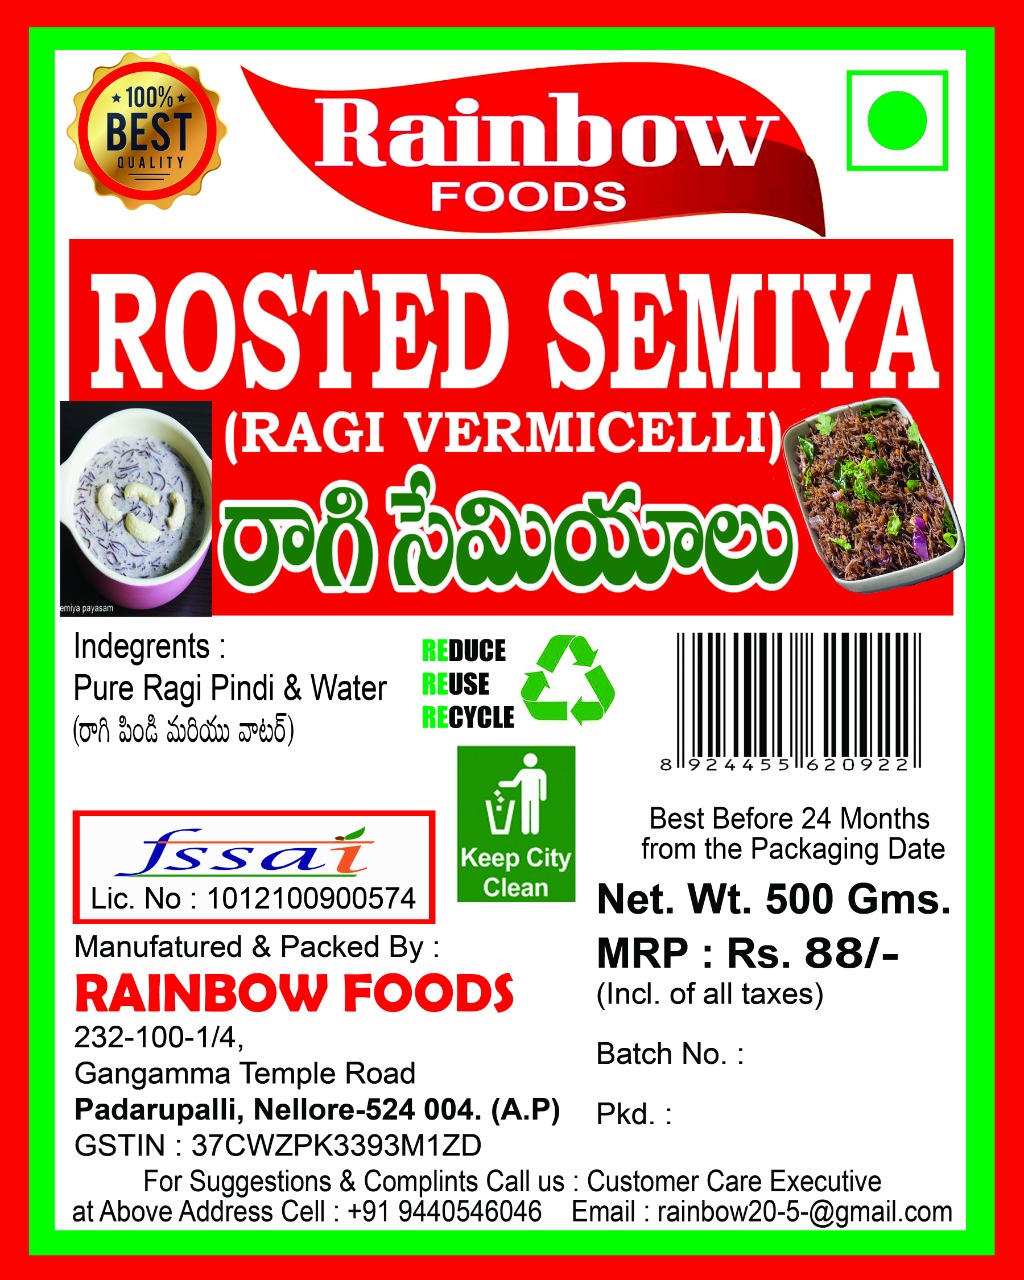 ★ 100% ★
BEST
QUALITY
Rainbow
FOODS
ROSTED SEMIYA
(RAGI VERMICELLI)
రాగి సేమియాలు
emiya payasam
Indegrents :
Pure Ragi Pindi & Water
(రాగి పిండి మరియు వాటర్)
REDUCE
REUSE
RECYCLE
8 924455 620922
Keep City
Clean
Best Before 24 Months
from the Packaging Date
fssai
Lic. No : 1012100900574
Net. Wt. 500 Gms.
MRP : Rs. 88/-
(Incl. of all taxes)
Batch No. :
Pkd. :
Manufatured & Packed By :
RAINBOW FOODS
232-100-1/4,
Gangamma Temple Road
Padarupalli, Nellore-524 004. (A.P)
GSTIN : 37CWZPK3393M1ZD
For Suggestions & Complints Call us : Customer Care Executive
at Above Address Cell : +91 9440546046 Email : rainbow20-5-@gmail.com